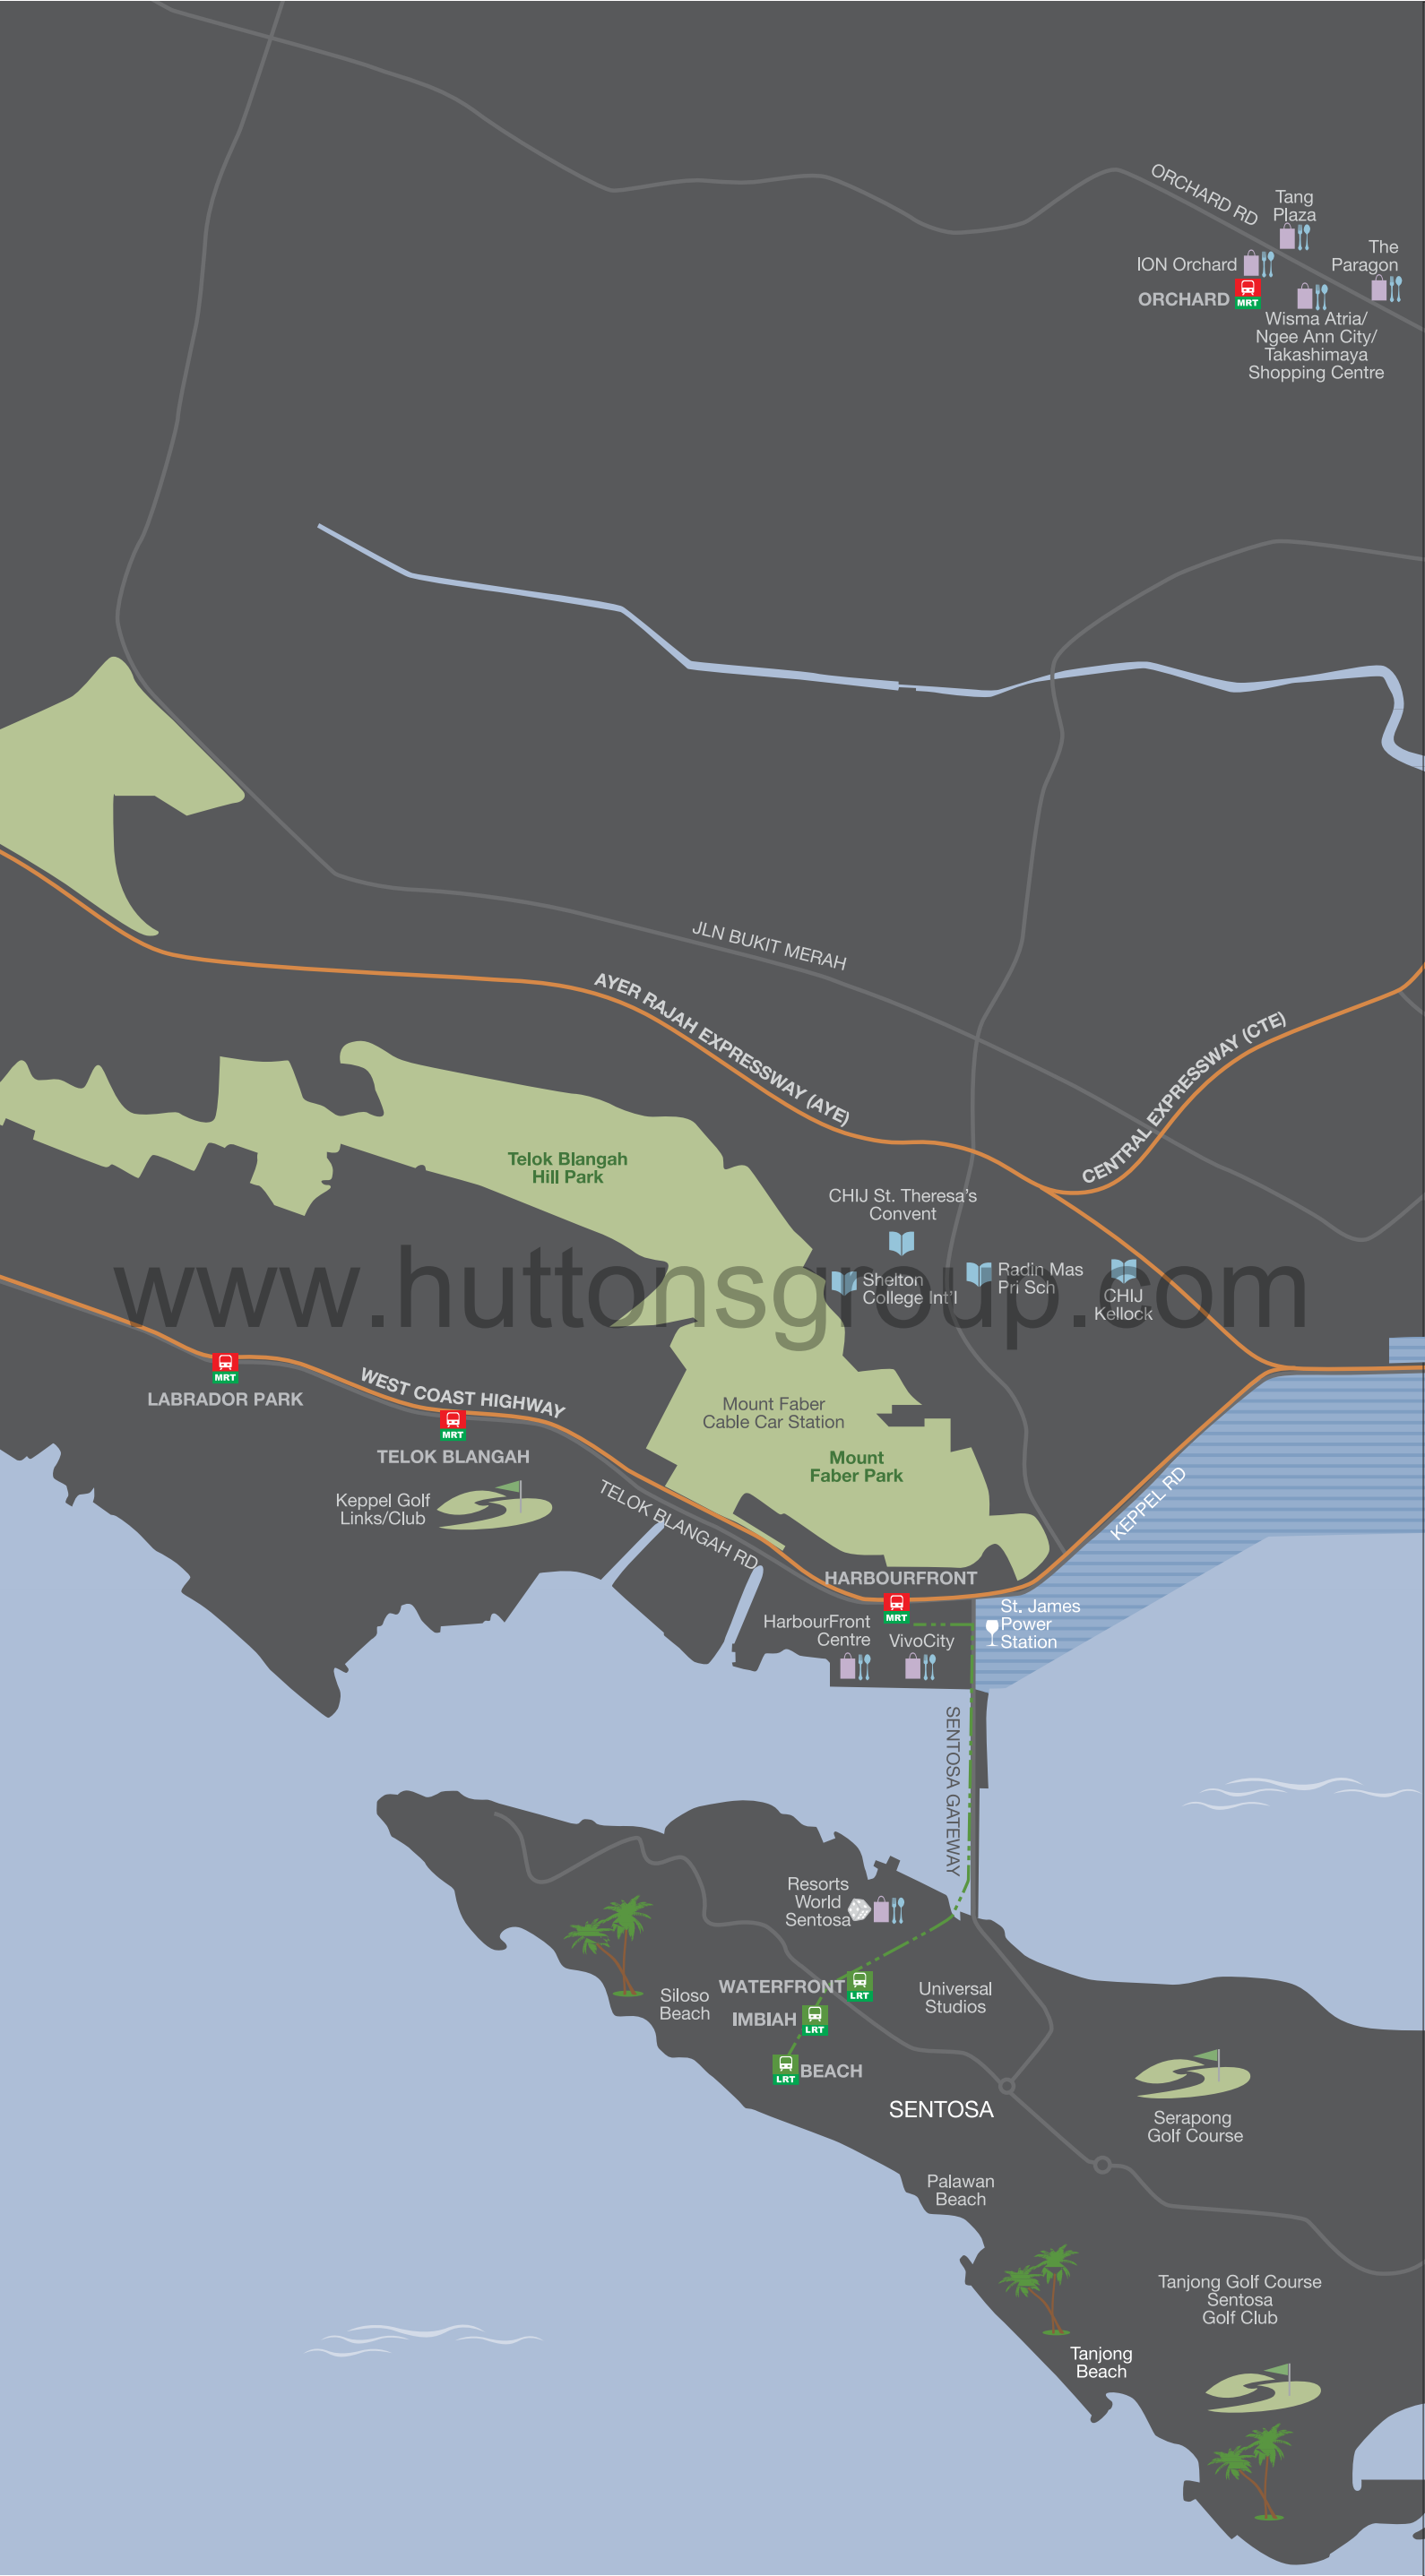 ORCHARD RD
Tang
Plaza
The
Paragon
ION Orchard
ORCHARD
MRT
Wisma Atria/
Ngee Ann City/
Takashimaya
Shopping Centre
JLN BUKIT MERAH
AYER RAJAH EXPRESSWAY (AYE)
CENTRAL EXPRESSWAY (CTE)
Telok Blangah
Hill Park
CHIJ St. Theresa's
Convent
Shelton
College Int'l
Radin Mas
Pri Sch
CHIJ
Kellock
www.huttonsgroup.com
MRT
LABRADOR PARK
WEST COAST HIGHWAY
MRT
TELOK BLANGAH
Mount Faber
Cable Car Station
Mount
Faber Park
Keppel Golf
Links/Club
TELOK BLANGAH RD
KEPPEL RD
HARBOURFRONT
MRT
HarbourFront
Centre
VivoCity
St. James
Power
Station
SENTOSA GATEWAY
Resorts
World
Sentosa
WATERFRONT
LRT
Universal
Studios
Siloso
Beach
IMBIAH
LRT
LRT
BEACH
SENTOSA
Serapong
Golf Course
Palawan
Beach
Tanjong Golf Course
Sentosa
Golf Club
Tanjong
Beach